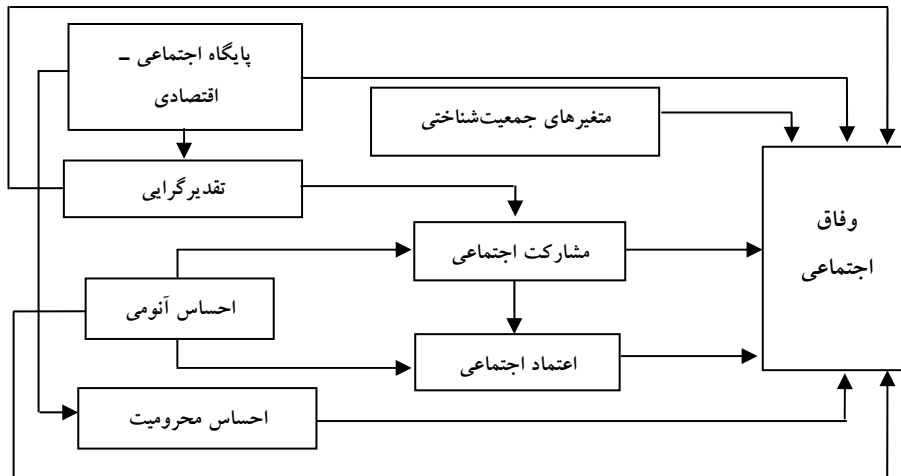 پایگاه اجتماعی –
اقتصادی
متغیرهای جمعیت‌شناختی
تقدیرگرایی
وفاق
اجتماعی
مشارکت اجتماعی
احساس آنومی
اعتماد اجتماعی
احساس محرومیت